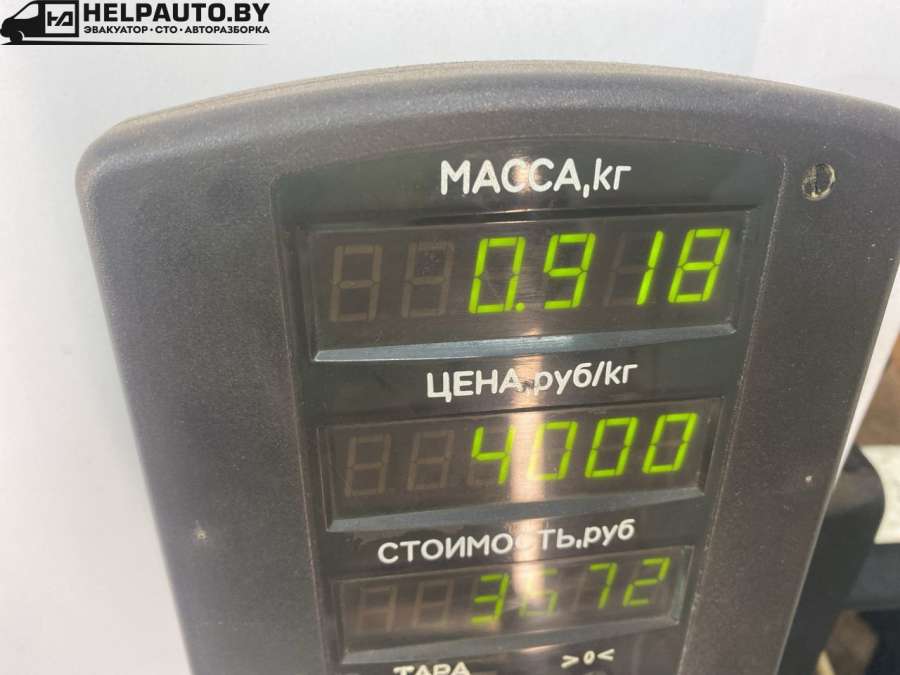 HELPAUTO.BY
ЭВАКУАТОР·СТО·АВТОРАЗБОРКА
МАССА,кг
0.918
ЦЕНА,руб/кг
4000
СТОИМОСТЬ,руб
3672
ТАРА >0<